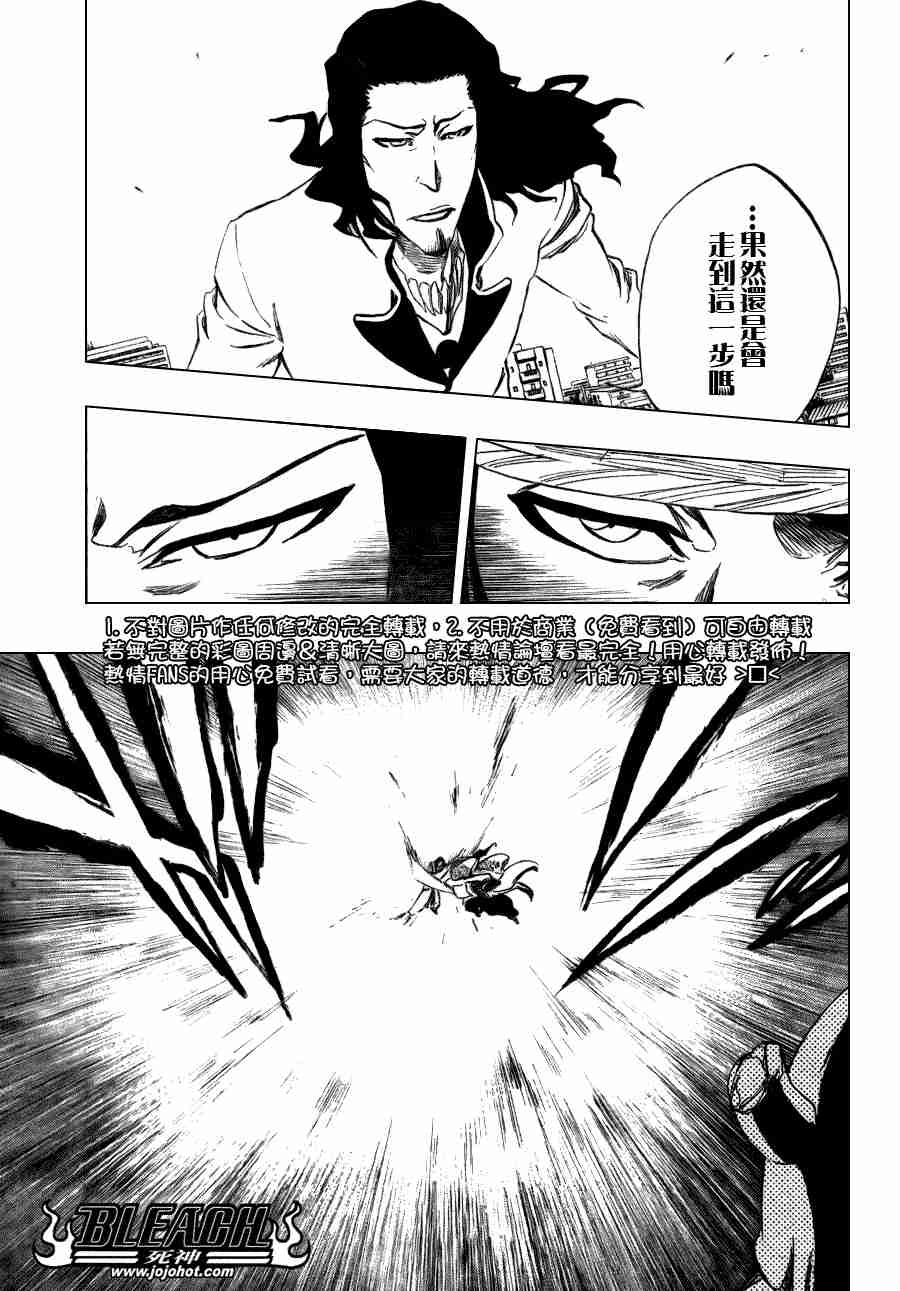 …果然還是會
走到這一步嗎
1. 不對圖片作任何修改的完全轉載，2. 不用於商業（免費看到）可自由轉載
若無完整的彩圖周漫&清晰大圖，請來熱情論壇看最完全！用心轉載發佈！
熱情FANS的用心免費試看，需要大家的轉載道德，才能分享到最好 >□<
BLEACH
死神
www.jojohot.com